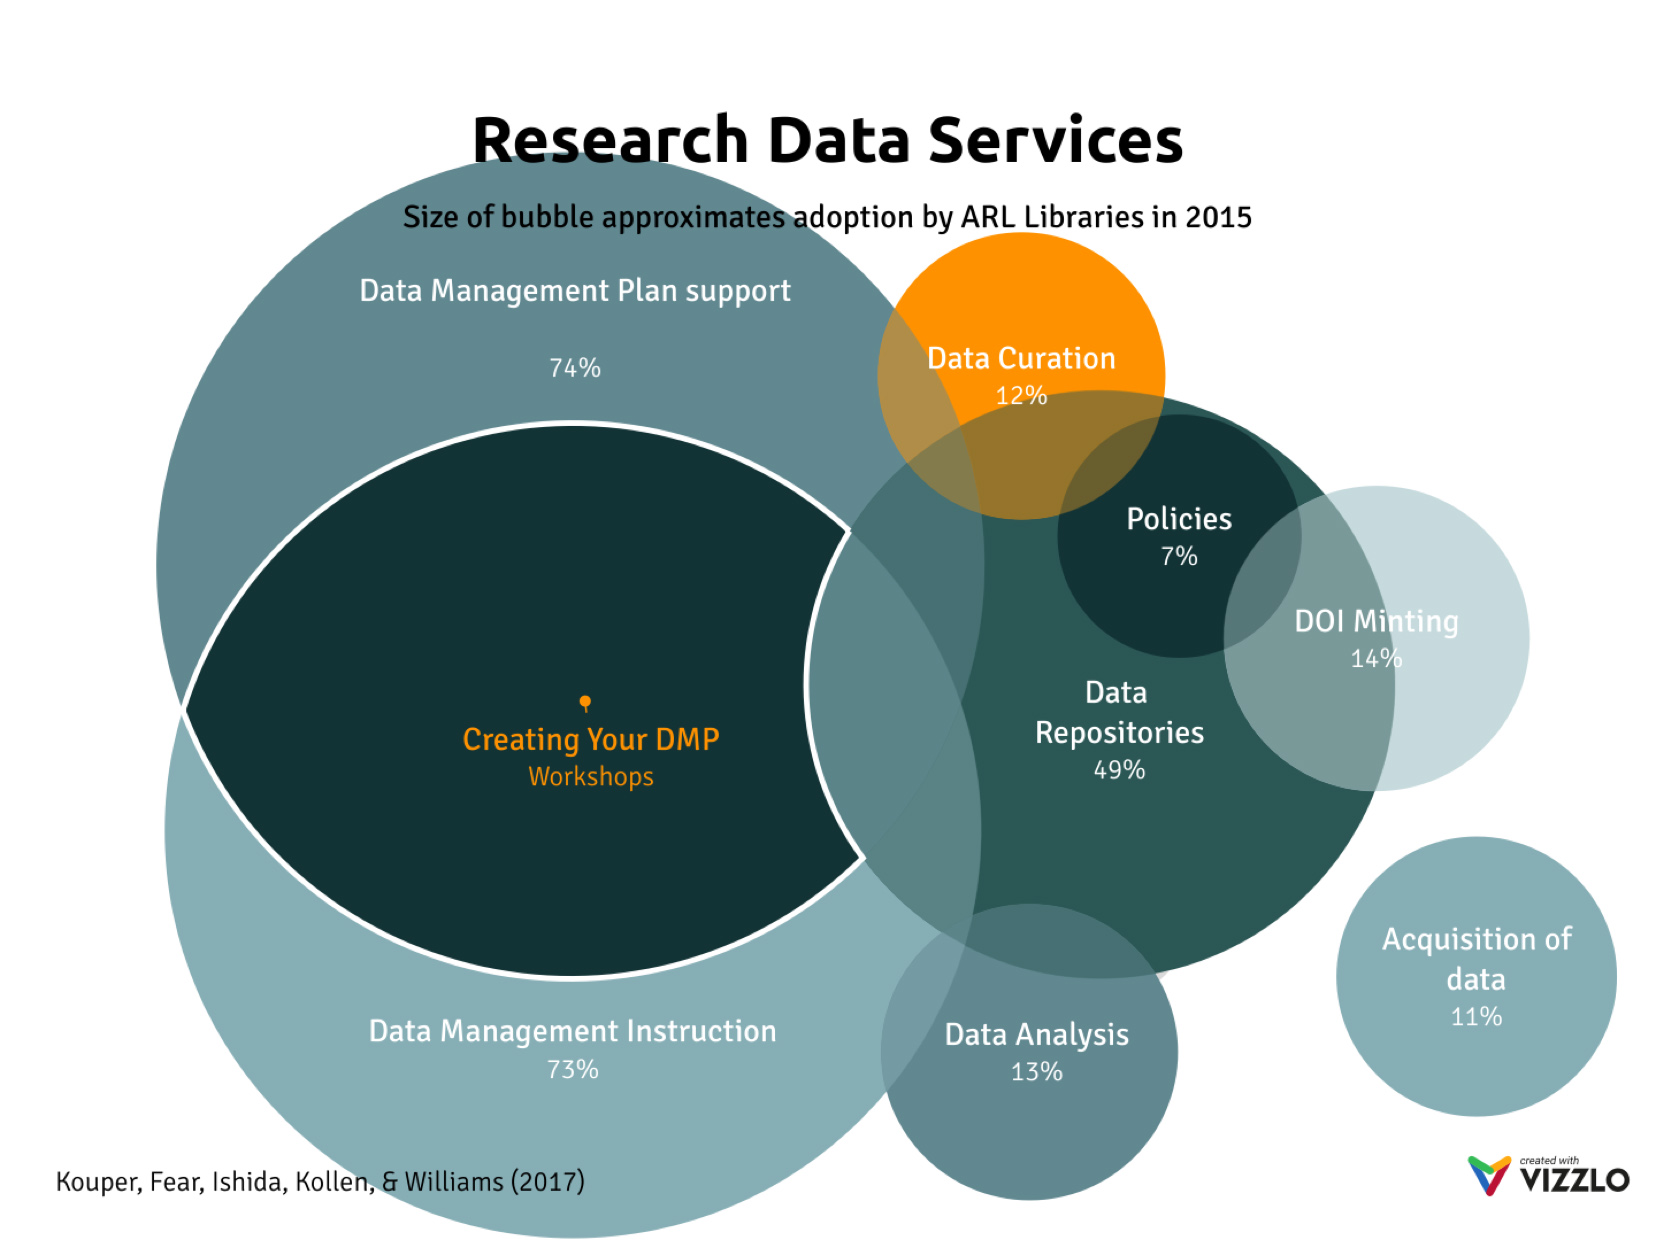 Research Data Services
Size of bubble approximates adoption by ARL Libraries in 2015
Data Management Plan support
74%
Data Curation
12%
Policies
7%
DOI Minting
14%
Data
Repositories
49%
Creating Your DMP
Workshops
Acquisition of
data
11%
Data Management Instruction
73%
Data Analysis
13%
Kouper, Fear, Ishida, Kollen, & Williams (2017)
created with
VIZZLO